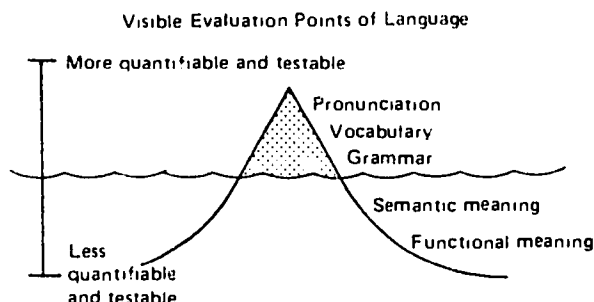 Visible Evaluation Points of Language
More quantifiable and testable
Pronunciation
Vocabulary
Grammar
Semantic meaning
Functional meaning
Less
quantifiable
and testable